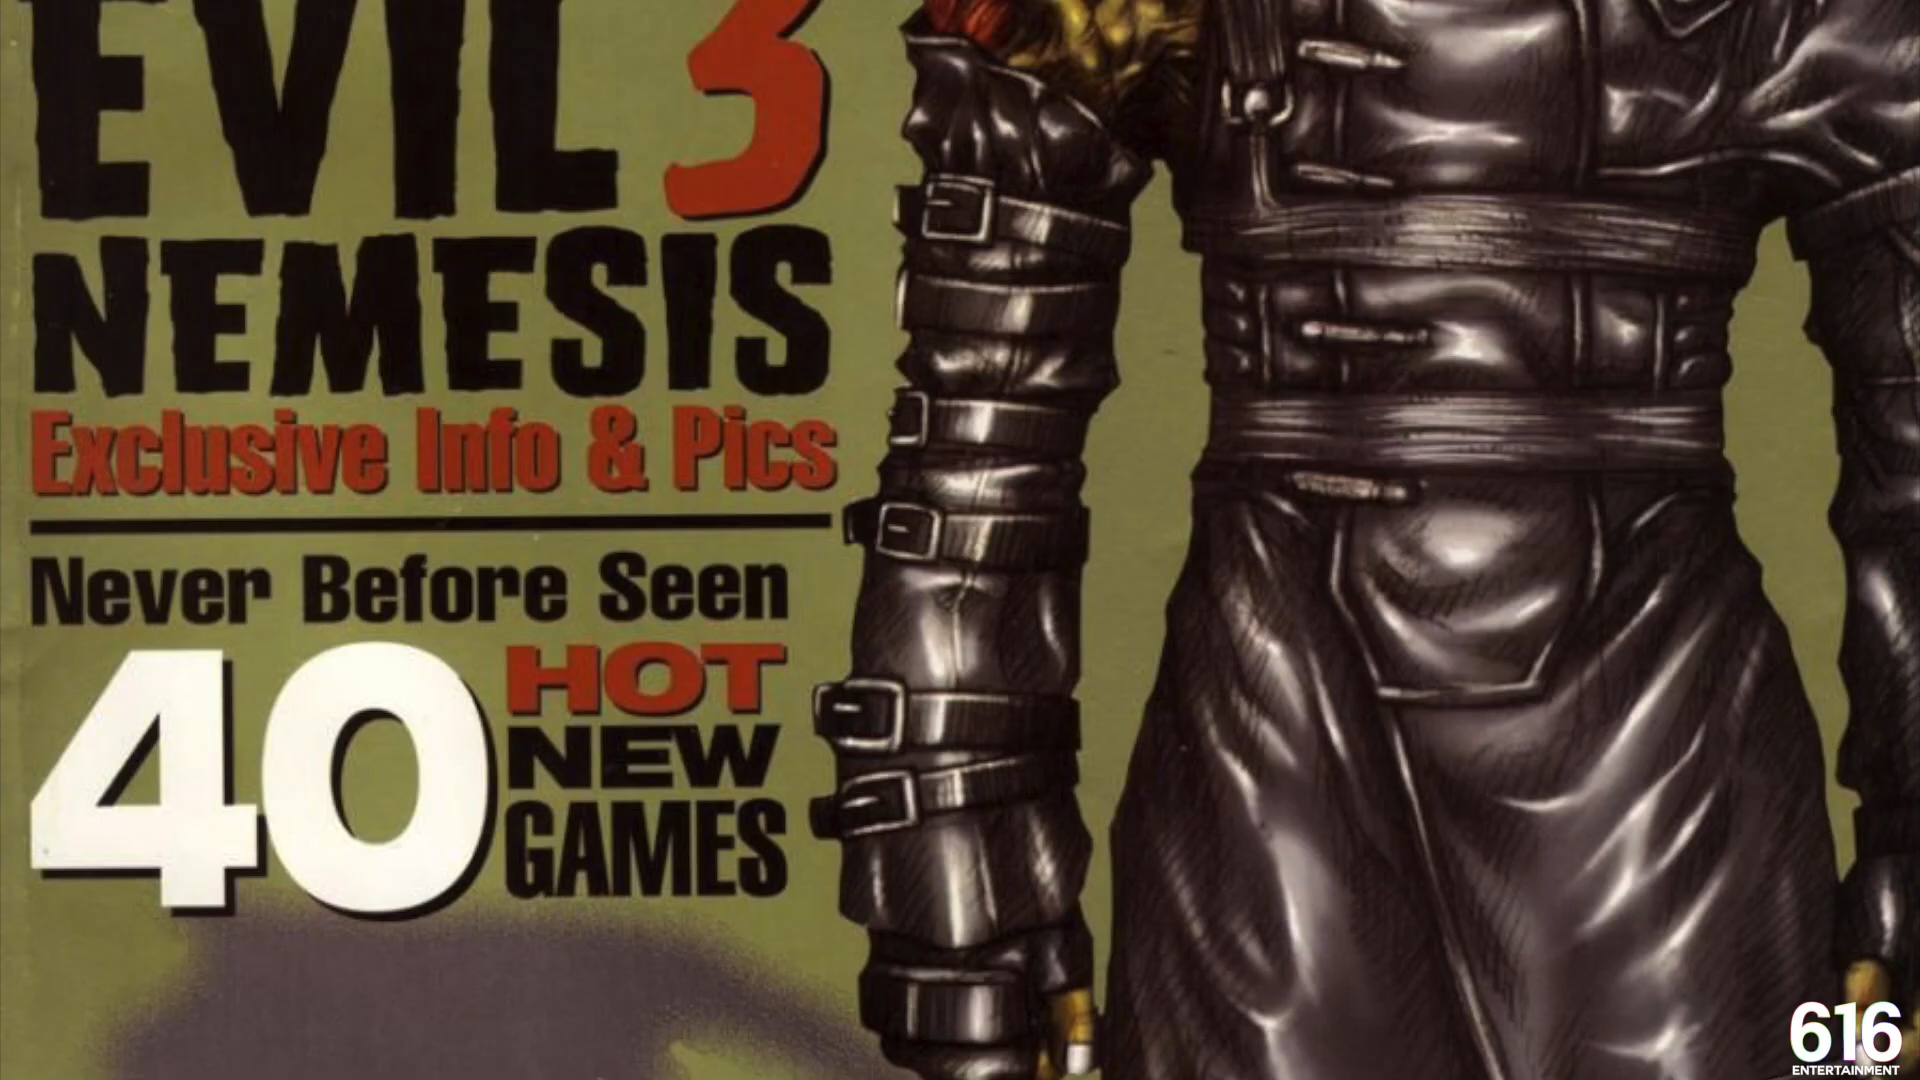 EVIL 3
NEMESIS
Exclusive Info & Pics
Never Before Seen
40 HOT
NEW
GAMES
616
ENTERTAINMENT